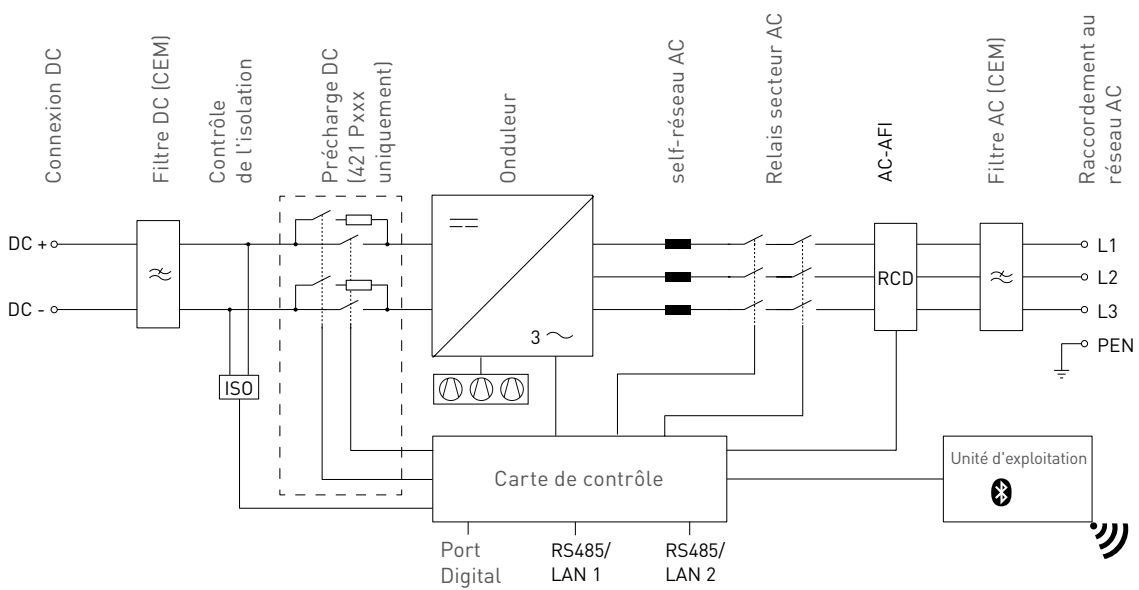 Connexion DC
Filtre DC (CEM)
Contrôle
de l'isolation
Précharge DC
(421 Pxxx
uniquement)
Onduleur
self-réseau AC
Relais secteur AC
AC-AFI
Filtre AC (CEM)
Raccordement au
réseau AC
DC +
DC -
ISO
3
RCD
L1
L2
L3
PEN
Carte de contrôle
Unité d'exploitation
Port
Digital
RS485/
LAN 1
RS485/
LAN 2